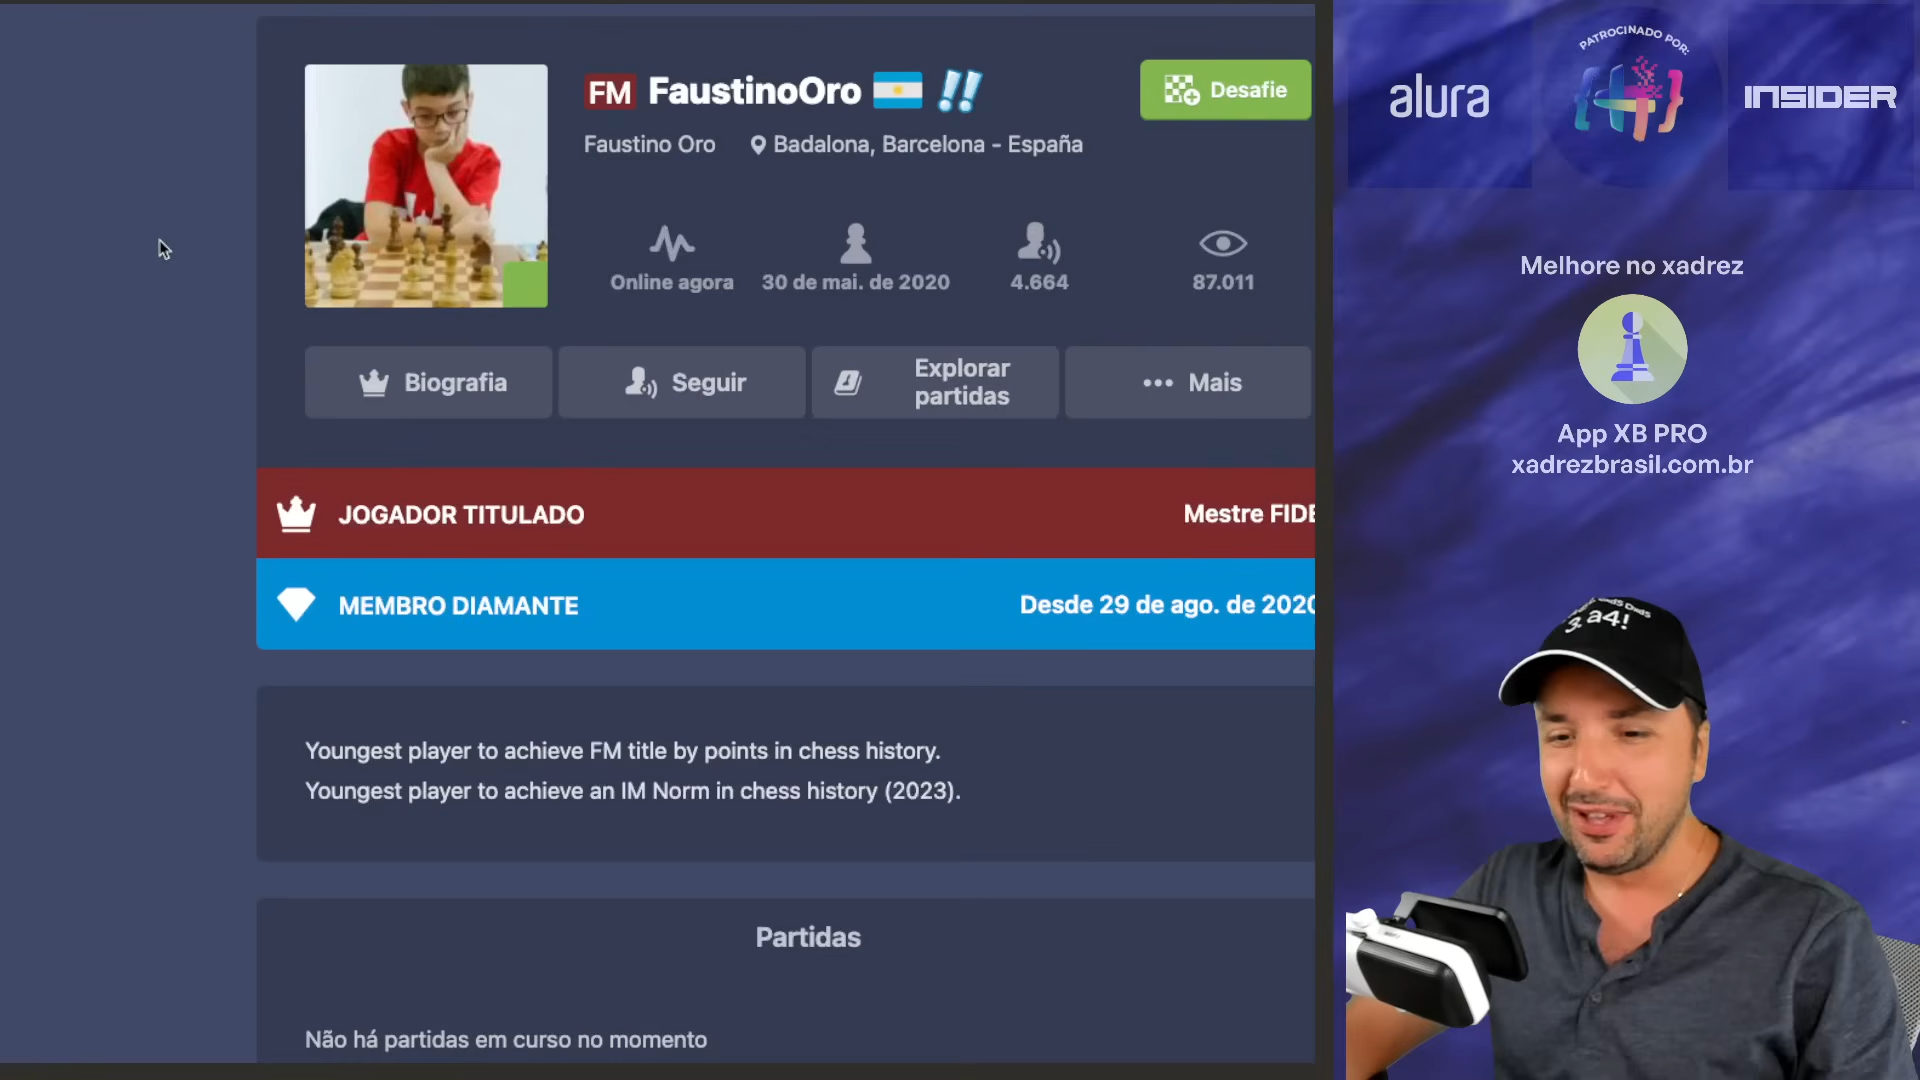 FM FaustinoOro
Desafie
Faustino Oro
Badalona, Barcelona - España
Online agora
30 de mai. de 2020
4.664
87.011
Biografia
Seguir
Explorar
partidas
Mais
JOGADOR TITULADO
Mestre FIDE
MEMBRO DIAMANTE
Desde 29 de ago. de 2020
Youngest player to achieve FM title by points in chess history.
Youngest player to achieve an IM Norm in chess history (2023).
Partidas
Não há partidas em curso no momento
PATROCINADO POR:
alura
INSIDER
Melhore no xadrez
App XB PRO
xadrezbrasil.com.br
3. a4!